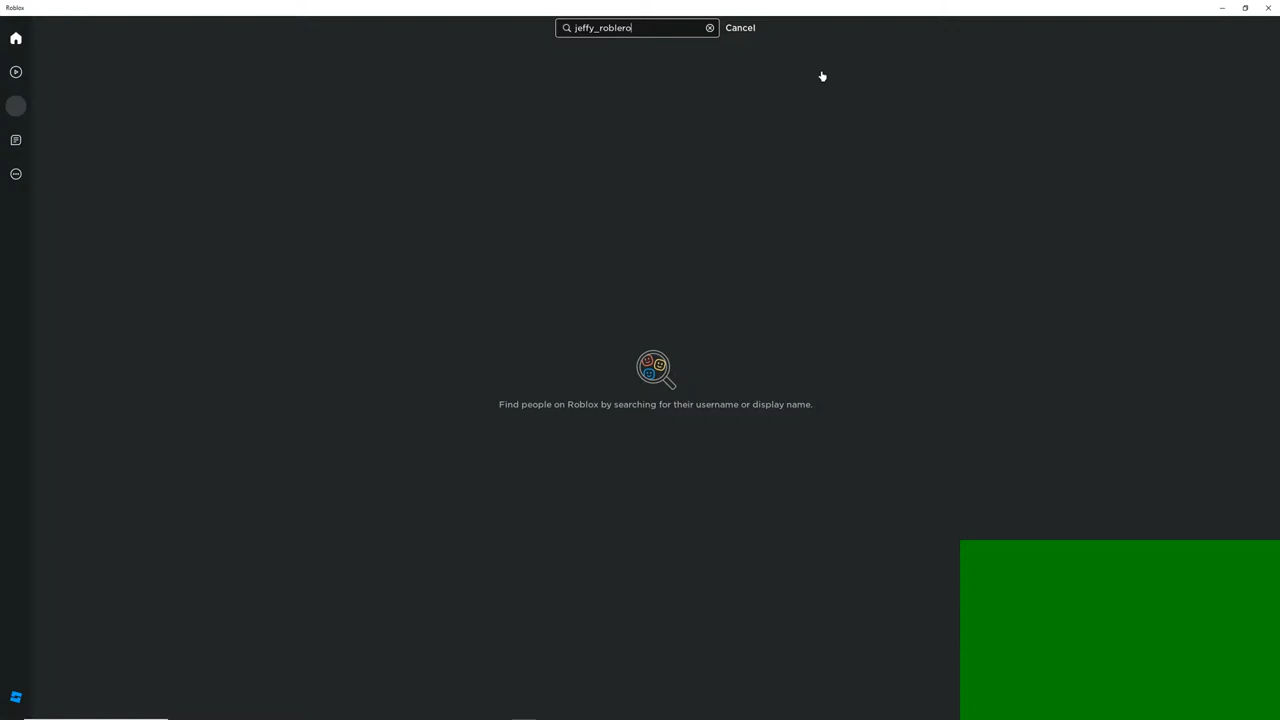 Roblox
jeffy_roblero
Cancel
Find people on Roblox by searching for their username or display name.